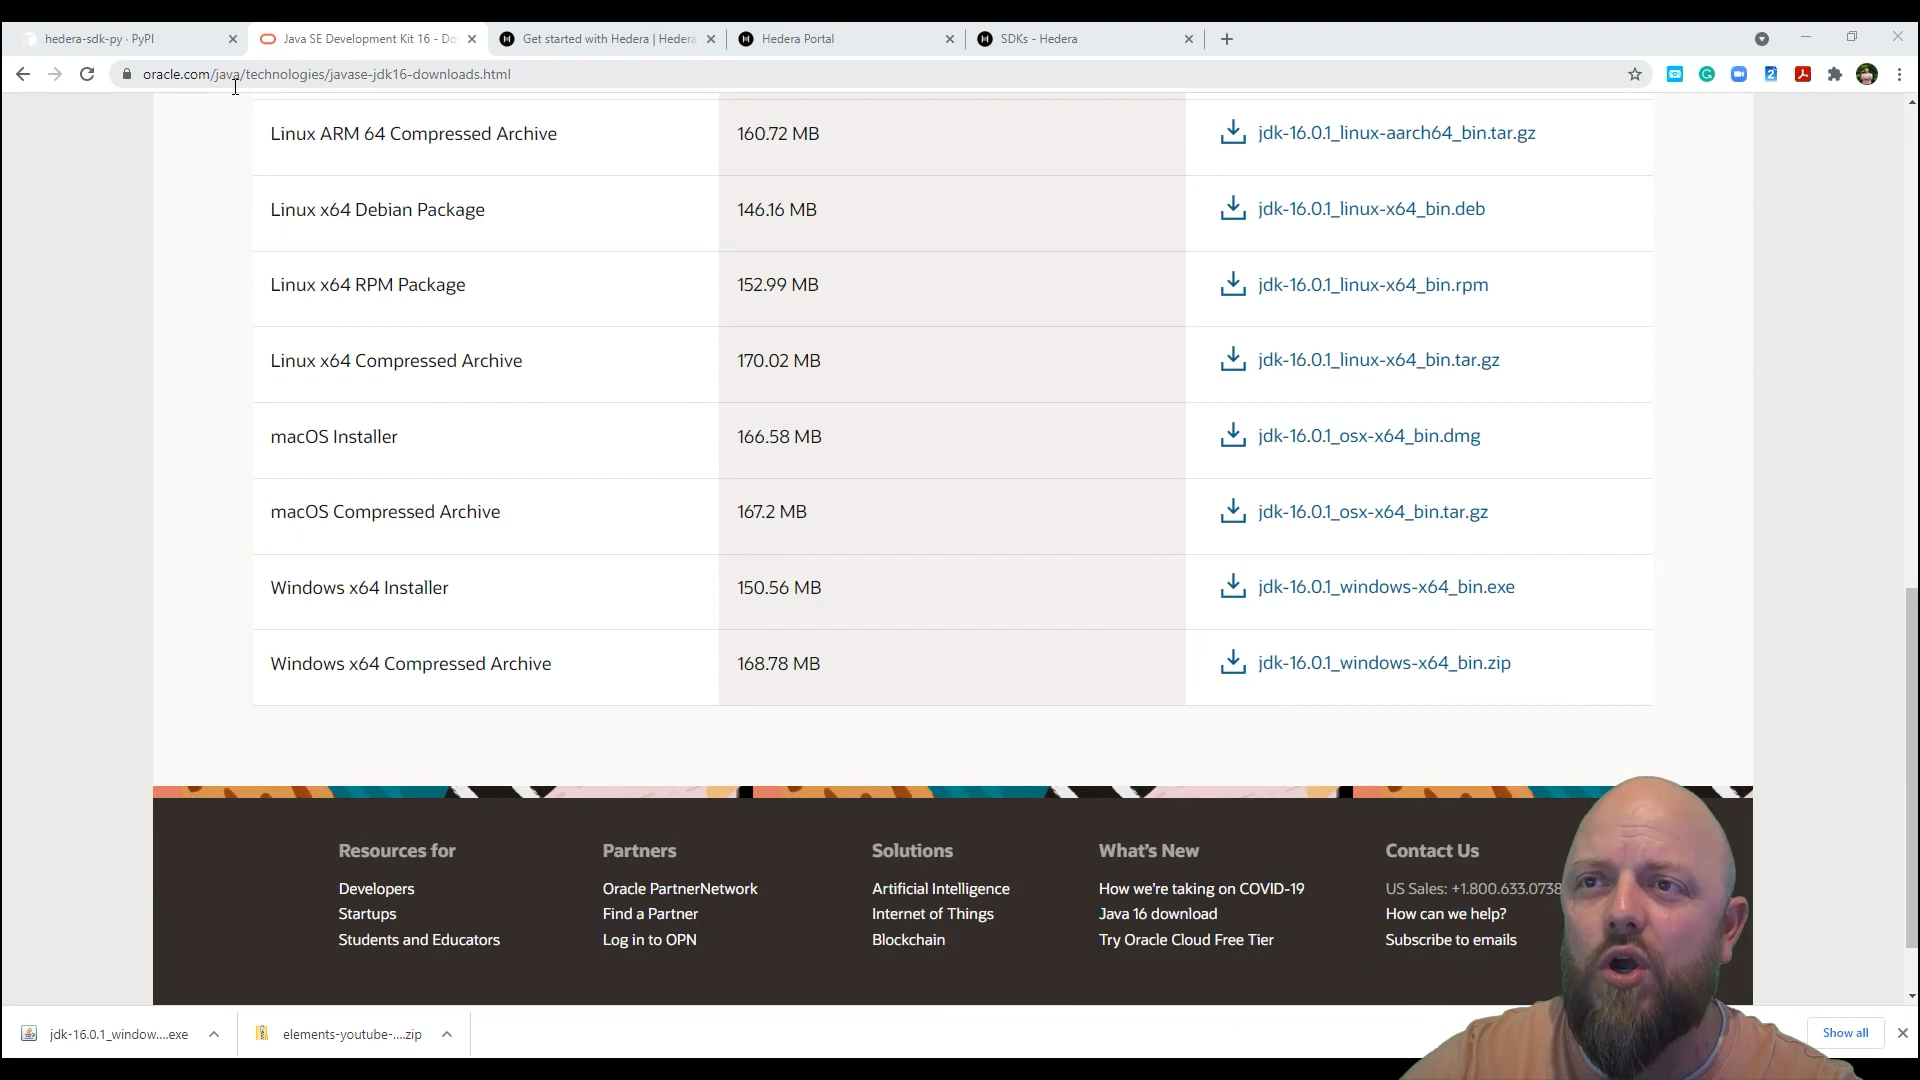 hedera-sdk-py · PyPI
Java SE Development Kit 16 - Do
Get started with Hedera | Hedera
Hedera Portal
SDKs - Hedera
oracle.com/java/technologies/javase-jdk16-downloads.html
Linux ARM 64 Compressed Archive 160.72 MB jdk-16.0.1_linux-aarch64_bin.tar.gz
Linux x64 Debian Package 146.16 MB jdk-16.0.1_linux-x64_bin.deb
Linux x64 RPM Package 152.99 MB jdk-16.0.1_linux-x64_bin.rpm
Linux x64 Compressed Archive 170.02 MB jdk-16.0.1_linux-x64_bin.tar.gz
macOS Installer 166.58 MB jdk-16.0.1_osx-x64_bin.dmg
macOS Compressed Archive 167.2 MB jdk-16.0.1_osx-x64_bin.tar.gz
Windows x64 Installer 150.56 MB jdk-16.0.1_windows-x64_bin.exe
Windows x64 Compressed Archive 168.78 MB jdk-16.0.1_windows-x64_bin.zip
Resources for
Developers
Startups
Students and Educators
Partners
Oracle PartnerNetwork
Find a Partner
Log in to OPN
Solutions
Artificial Intelligence
Internet of Things
Blockchain
What's New
How we're taking on COVID-19
Java 16 download
Try Oracle Cloud Free Tier
Contact Us
US Sales: +1.800.633.0738
How can we help?
Subscribe to emails
jdk-16.0.1_window....exe
elements-youtube-....zip
Show all